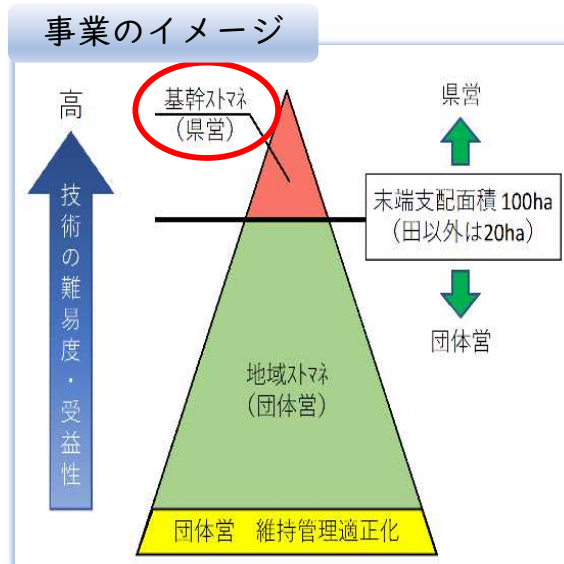 事業のイメージ
高
技術の難易度・受益性
基幹ｽﾄﾏﾈ
(県営)
県営
末端支配面積 100ha
(田以外は20ha)
団体営
地域ｽﾄﾏﾈ
(団体営)
団体営　維持管理適正化